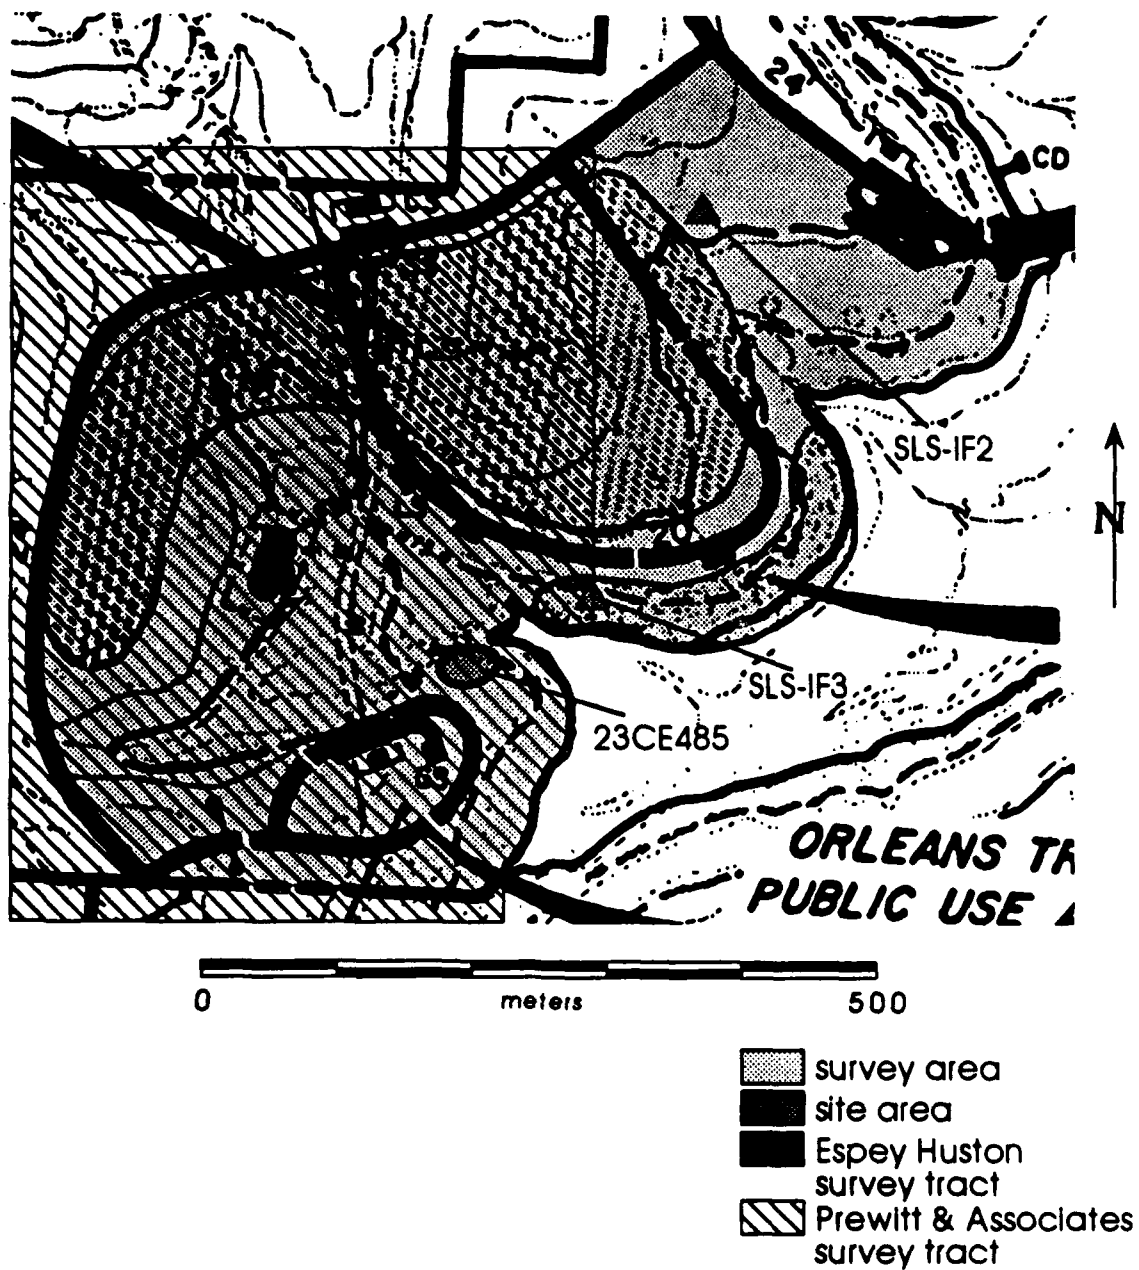 24
CD
SLS-IF2
N
SLS-IF3
23CE485
ORLEANS TR
PUBLIC USE
0 meters 500
survey area
site area
Espey Huston
survey tract
Prewitt & Associates
survey tract